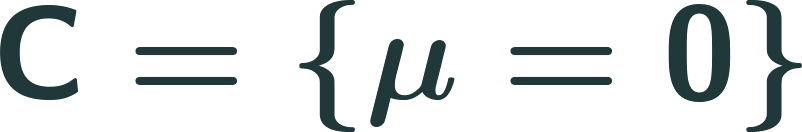 C = {μ = 0}